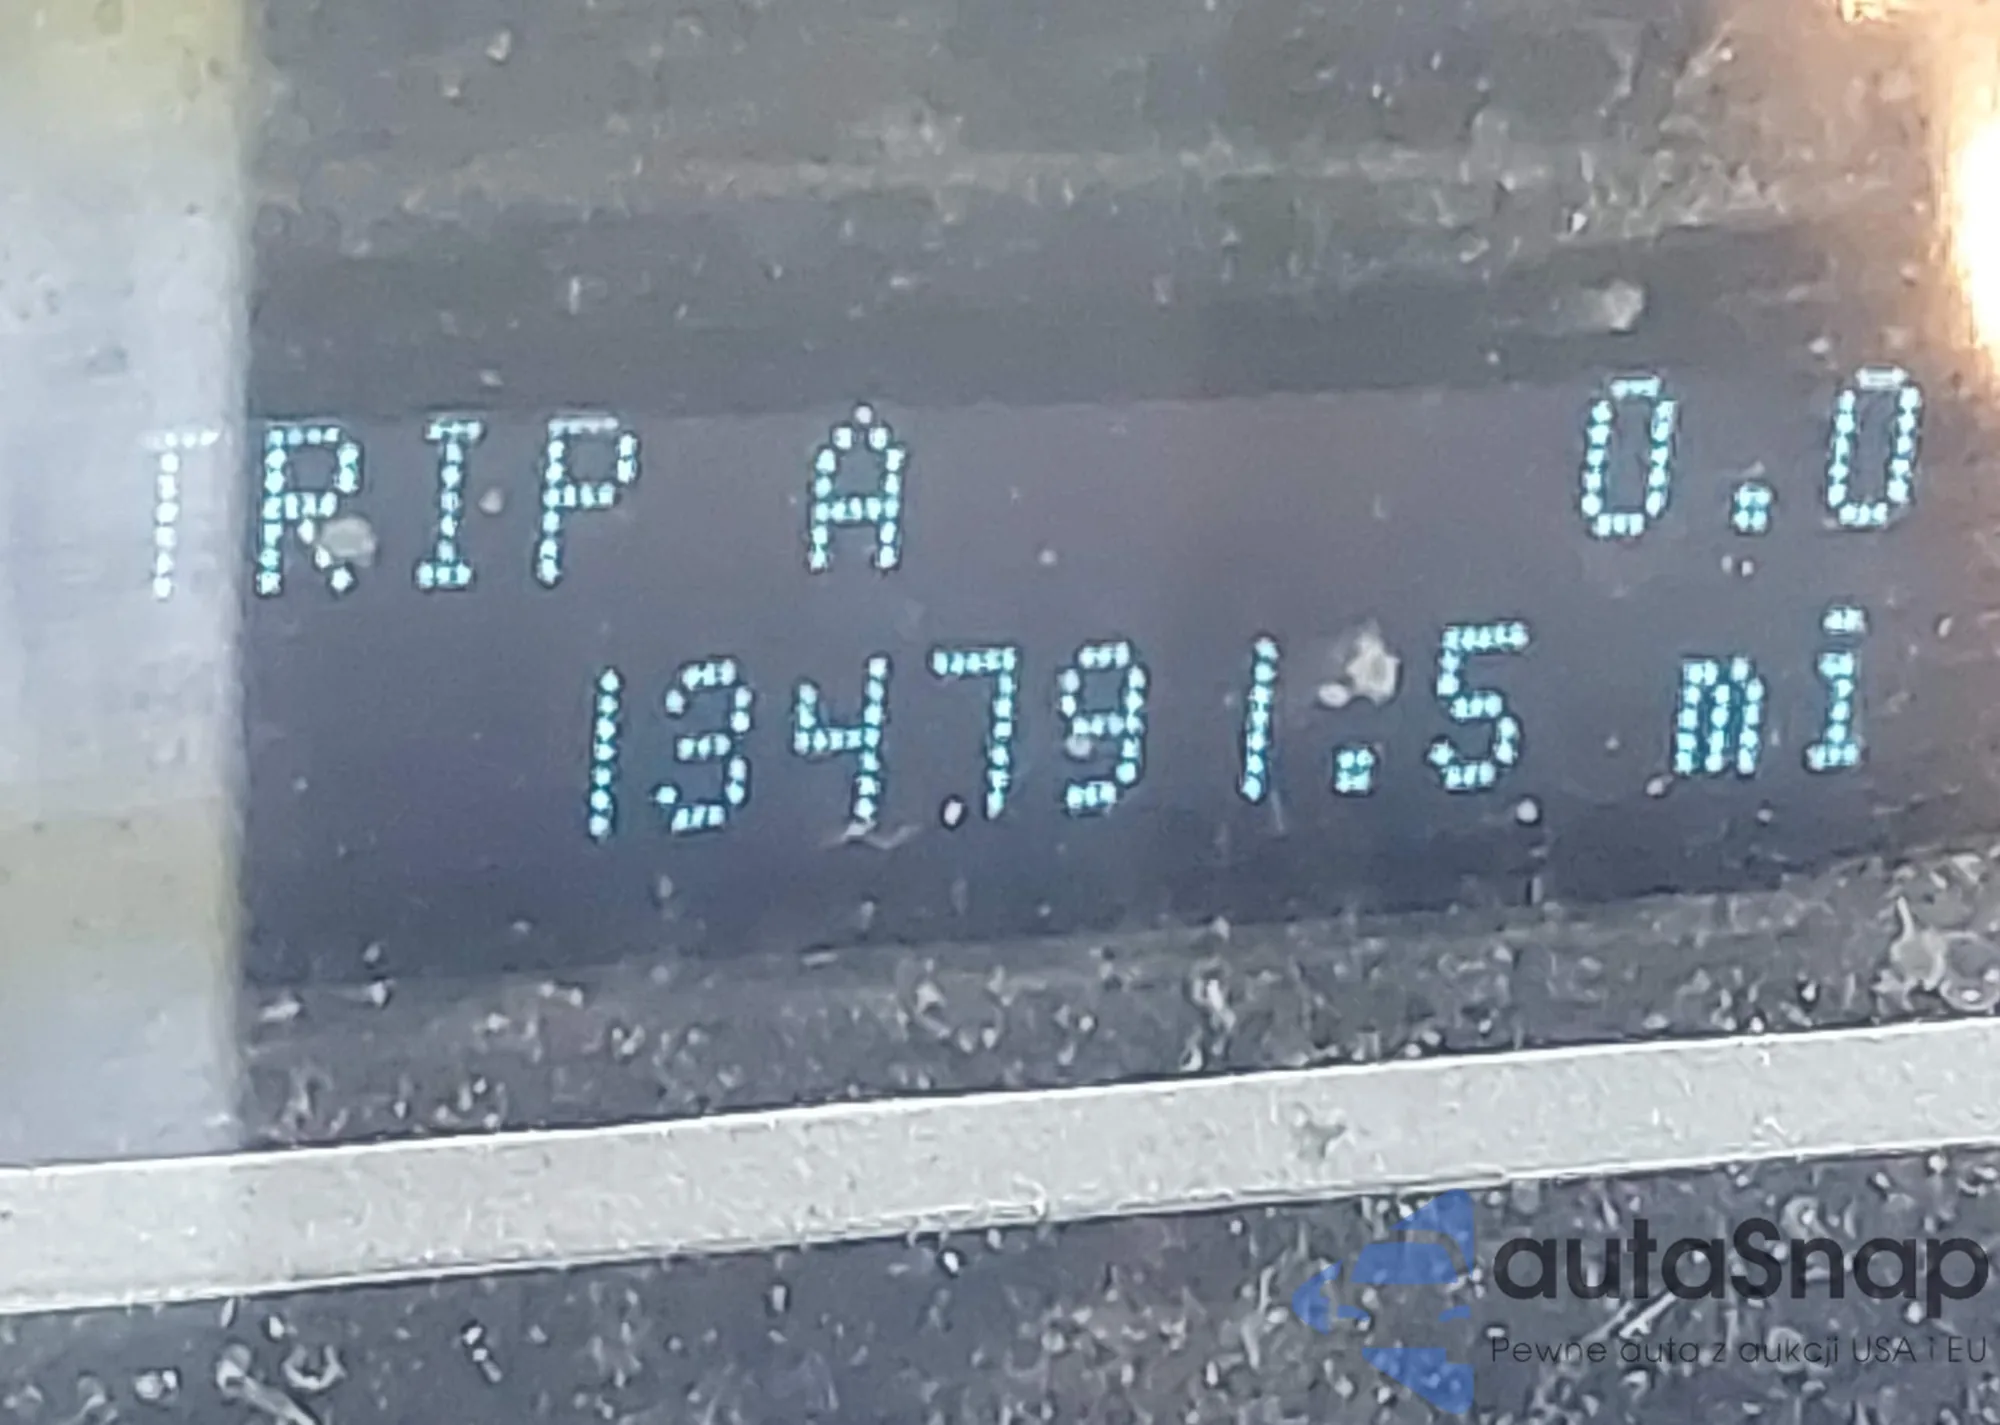 TRIP A 0.0
134791.5 mi
autaSnap
Pewne auta z aukcji USA i EU